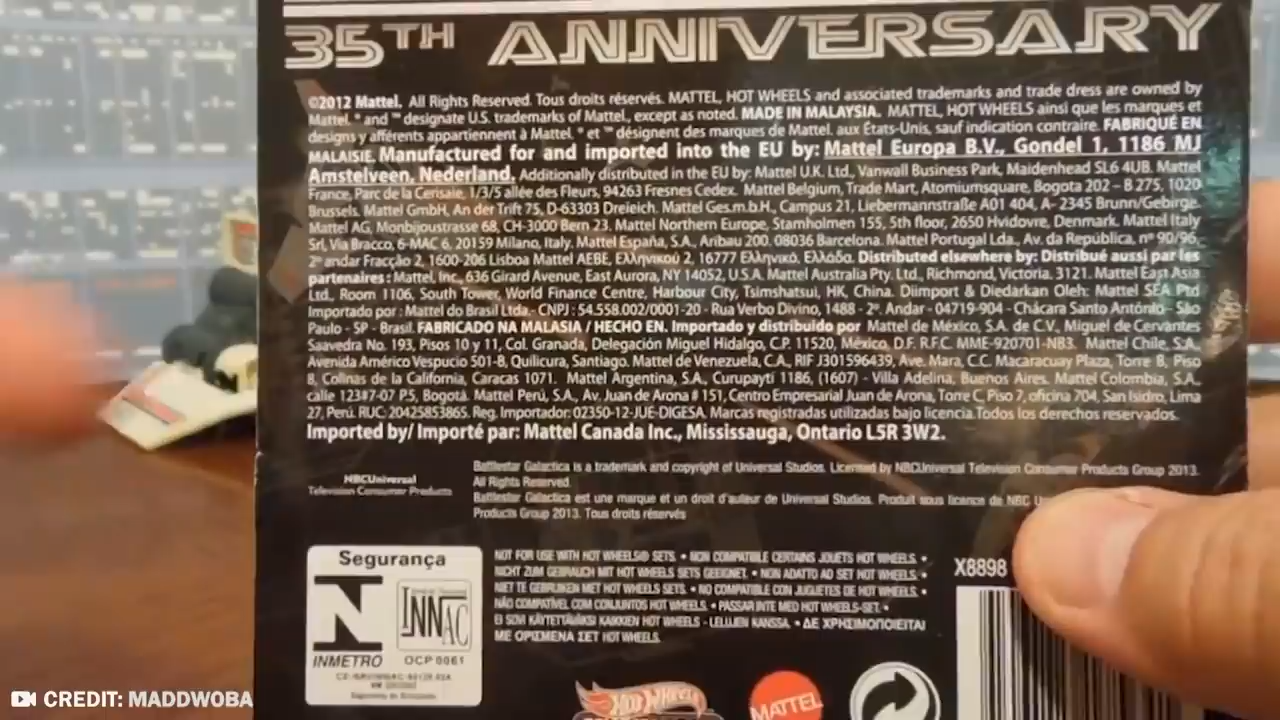 35TH ANNIVERSARY
©2012 Mattel. All Rights Reserved. Tous droits réservés. MATTEL, HOT WHEELS and associated trademarks and trade dress are owned by
Mattel. ® and ™ designate U.S. trademarks of Mattel, except as noted. MADE IN MALAYSIA. MATTEL, HOT WHEELS ainsi que les marques et
designs y afférents appartiennent à Mattel. ® et ™ désignent des marques de Mattel aux États-Unis, sauf indication contraire. FABRIQUÉ EN
MALAISIE. Manufactured for and imported into the EU by: Mattel Europa B.V., Gondel 1, 1186 MJ
Amstelveen, Nederland. Additionally distributed in the EU by: Mattel U.K. Ltd., Vanwall Business Park, Maidenhead SL6 4UB. Mattel
France, Parc de la Cerisaie, 1/3/5 allée des Fleurs, 94263 Fresnes Cedex. Mattel Belgium, Trade Mart, Atomiumsquare, Bogota 202 – B 275, 1020
Brussels. Mattel GmbH, An der Trift 75, D-63303 Dreieich. Mattel Ges.m.b.H., Campus 21, Liebermannstraße A01 404, A- 2345 Brunn/Gebirge.
Mattel AG, Monbijoustrasse 68, CH-3000 Bern 23. Mattel Northern Europe, Stamholmen 155, 5th floor, 2650 Hvidovre, Denmark. Mattel Italy
Srl, Via Bracco, 6-MAC 6, 20159 Milano, Italy. Mattel España, S.A., Aribau 200. 08036 Barcelona. Mattel Portugal Lda., Av. da República, nº 90/96,
2º andar Fracção 2, 1600-206 Lisboa Mattel AEBE, Ελληνικού 2, 16777 Ελληνικό, Ελλάδα. Distributed elsewhere by: Distribué aussi par les
partenaires : Mattel, Inc., 636 Girard Avenue, East Aurora, NY 14052, U.S.A. Mattel Australia Pty. Ltd., Richmond, Victoria. 3121. Mattel East Asia
Ltd., Room 1106, South Tower, World Finance Centre, Harbour City, Tsimshatsui, HK, China. Diimport & Diedarkan Oleh: Mattel SEA Ptd
Importado por : Mattel do Brasil Ltda.- CNPJ : 54.558.002/0001-20 - Rua Verbo Divino, 1488 - 2º. Andar - 04719-904 - Chácara Santo Antônio - São
Paulo - SP - Brasil. FABRICADO NA MALASIA / HECHO EN. Importado y distribuido por Mattel de México, S.A. de C.V., Miguel de Cervantes
Saavedra No. 193, Pisos 10 y 11, Col. Granada, Delegación Miguel Hidalgo, C.P. 11520, México, D.F. R.F.C. MME-920701-NB3. Mattel Chile, S.A.,
Avenida Américo Vespucio 501-B, Quilicura, Santiago. Mattel de Venezuela, C.A., RIF J301596439, Ave. Mara, C.C. Macaracuay Plaza, Torre B, Piso
8, Colinas de la California, Caracas 1071. Mattel Argentina, S.A., Curupaytí 1186, (1607) - Villa Adelina, Buenos Aires. Mattel Colombia, S.A.,
calle 123#7-07 P.5, Bogotá. Mattel Perú, S.A., Av. Juan de Arona # 151, Centro Empresarial Juan de Arona, Torre C, Piso 7, oficina 704, San Isidro, Lima
27, Perú. RUC: 20425853865. Reg. Importador: 02350-12-JUE-DIGESA. Marcas registradas utilizadas bajo licencia.Todos los derechos reservados.
Imported by/ Importé par: Mattel Canada Inc., Mississauga, Ontario L5R 3W2.
NBCUniversal
Television Consumer Products
Battlestar Galactica is a trademark and copyright of Universal Studios. Licensed by NBCUniversal Television Consumer Products Group 2013.
All Rights Reserved.
Battlestar Galactica est une marque et un droit d'auteur de Universal Studios. Produit sous licence de NBC
Products Group 2013. Tous droits réservés
Segurança
INMETRO
INNAC
OCP 0061
NOT FOR USE WITH HOT WHEELS® SETS. • NON COMPATIBLE CERTAINS JOUETS HOT WHEELS. •
NICHT ZUM GEBRAUCH MIT HOT WHEELS SETS GEEIGNET. • NON ADATTO AD SET HOT WHEELS. •
NIET TE GEBRUIKEN MET HOT WHEELS SETS. • NO COMPATIBLE CON JUGUETES DE HOT WHEELS. •
NÃO COMPATÍVEL COM CONJUNTOS HOT WHEELS. • PASSAR INTE MED HOT WHEELS-SET. •
EI SOVI KÄYTETTÄVÄKSI KAIKKIEN HOT WHEELS - LELUJEN KANSSA. • ΔΕ ΧΡΗΣΙΜΟΠΟΙΕΙΤΑΙ
ΜΕ ΟΡΙΣΜΕΝΑ ΣΕΤ HOT WHEELS.
X8898
HOT WHEELS
MATTEL
CREDIT: MADDWOBA